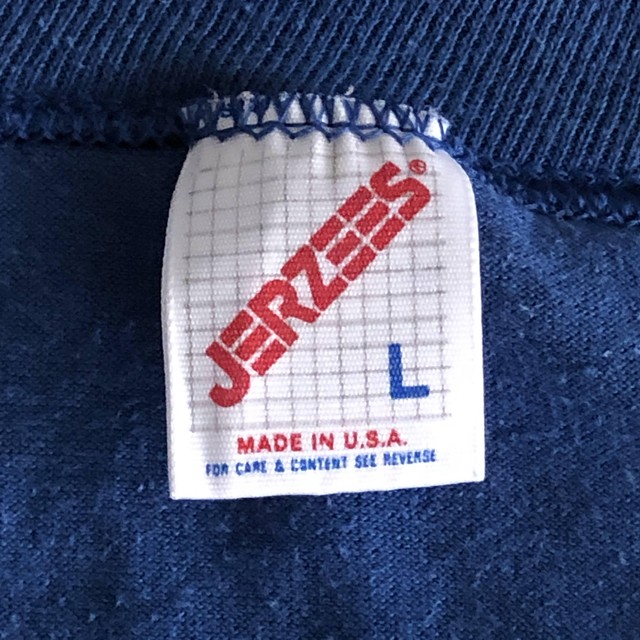 JERZEES®
L
MADE IN U.S.A.
FOR CARE & CONTENT SEE REVERSE